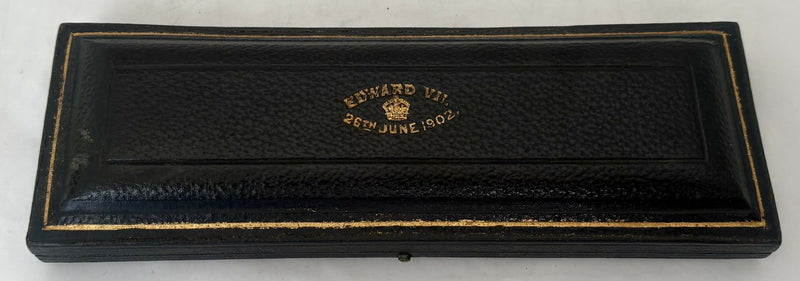 EDWARD VII.
26TH JUNE 1902.